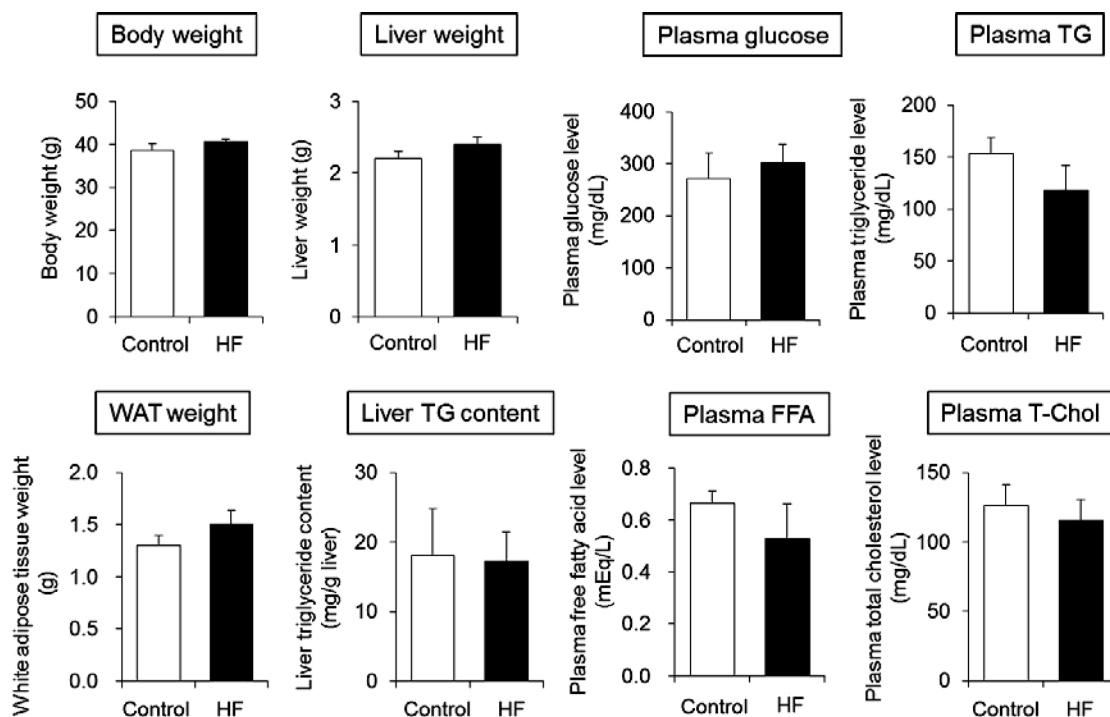 Body weight
Body weight (g)
50
40
30
20
10
0
Control HF
Liver weight
Liver weight (g)
3
2
1
0
Control HF
Plasma glucose
Plasma glucose level
(mg/dL)
400
300
200
100
0
Control HF
Plasma TG
Plasma triglyceride level
(mg/dL)
200
150
100
50
0
Control HF
WAT weight
White adipose tissue weight
(g)
2.0
1.5
1.0
0.5
0.0
Control HF
Liver TG content
Liver triglyceride content
(mg/g liver)
30
20
10
0
Control HF
Plasma FFA
Plasma free fatty acid level
(mEq/L)
0.8
0.6
0.4
0.2
0.0
Control HF
Plasma T-Chol
Plasma total cholesterol level
(mg/dL)
150
100
50
0
Control HF